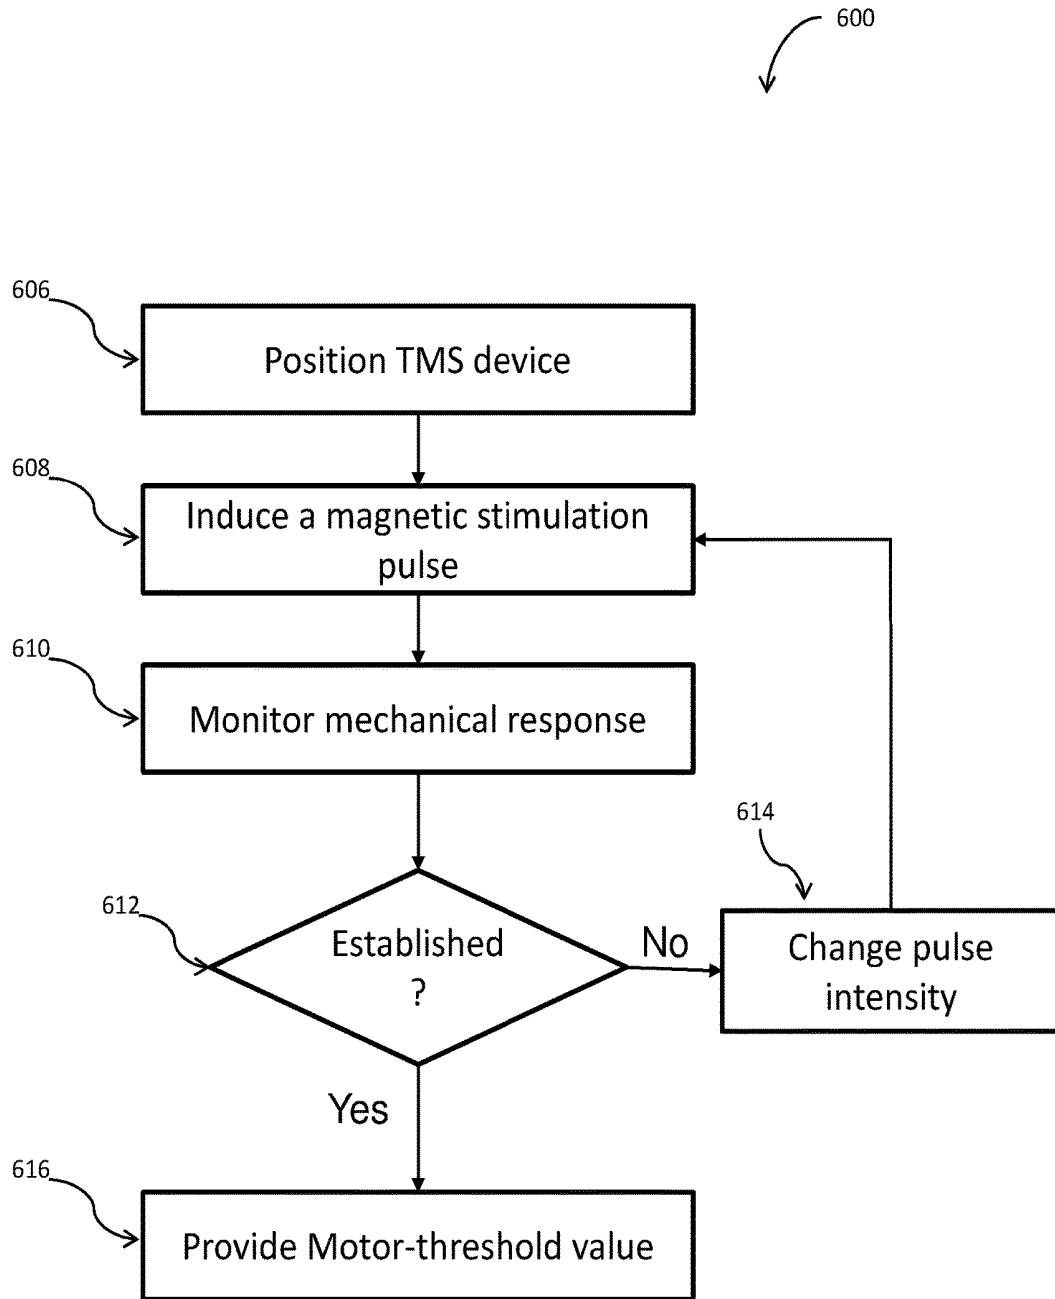 600
606
Position TMS device
608
Induce a magnetic stimulation
pulse
610
Monitor mechanical response
612
Established
?
No
614
Change pulse
intensity
Yes
616
Provide Motor-threshold value